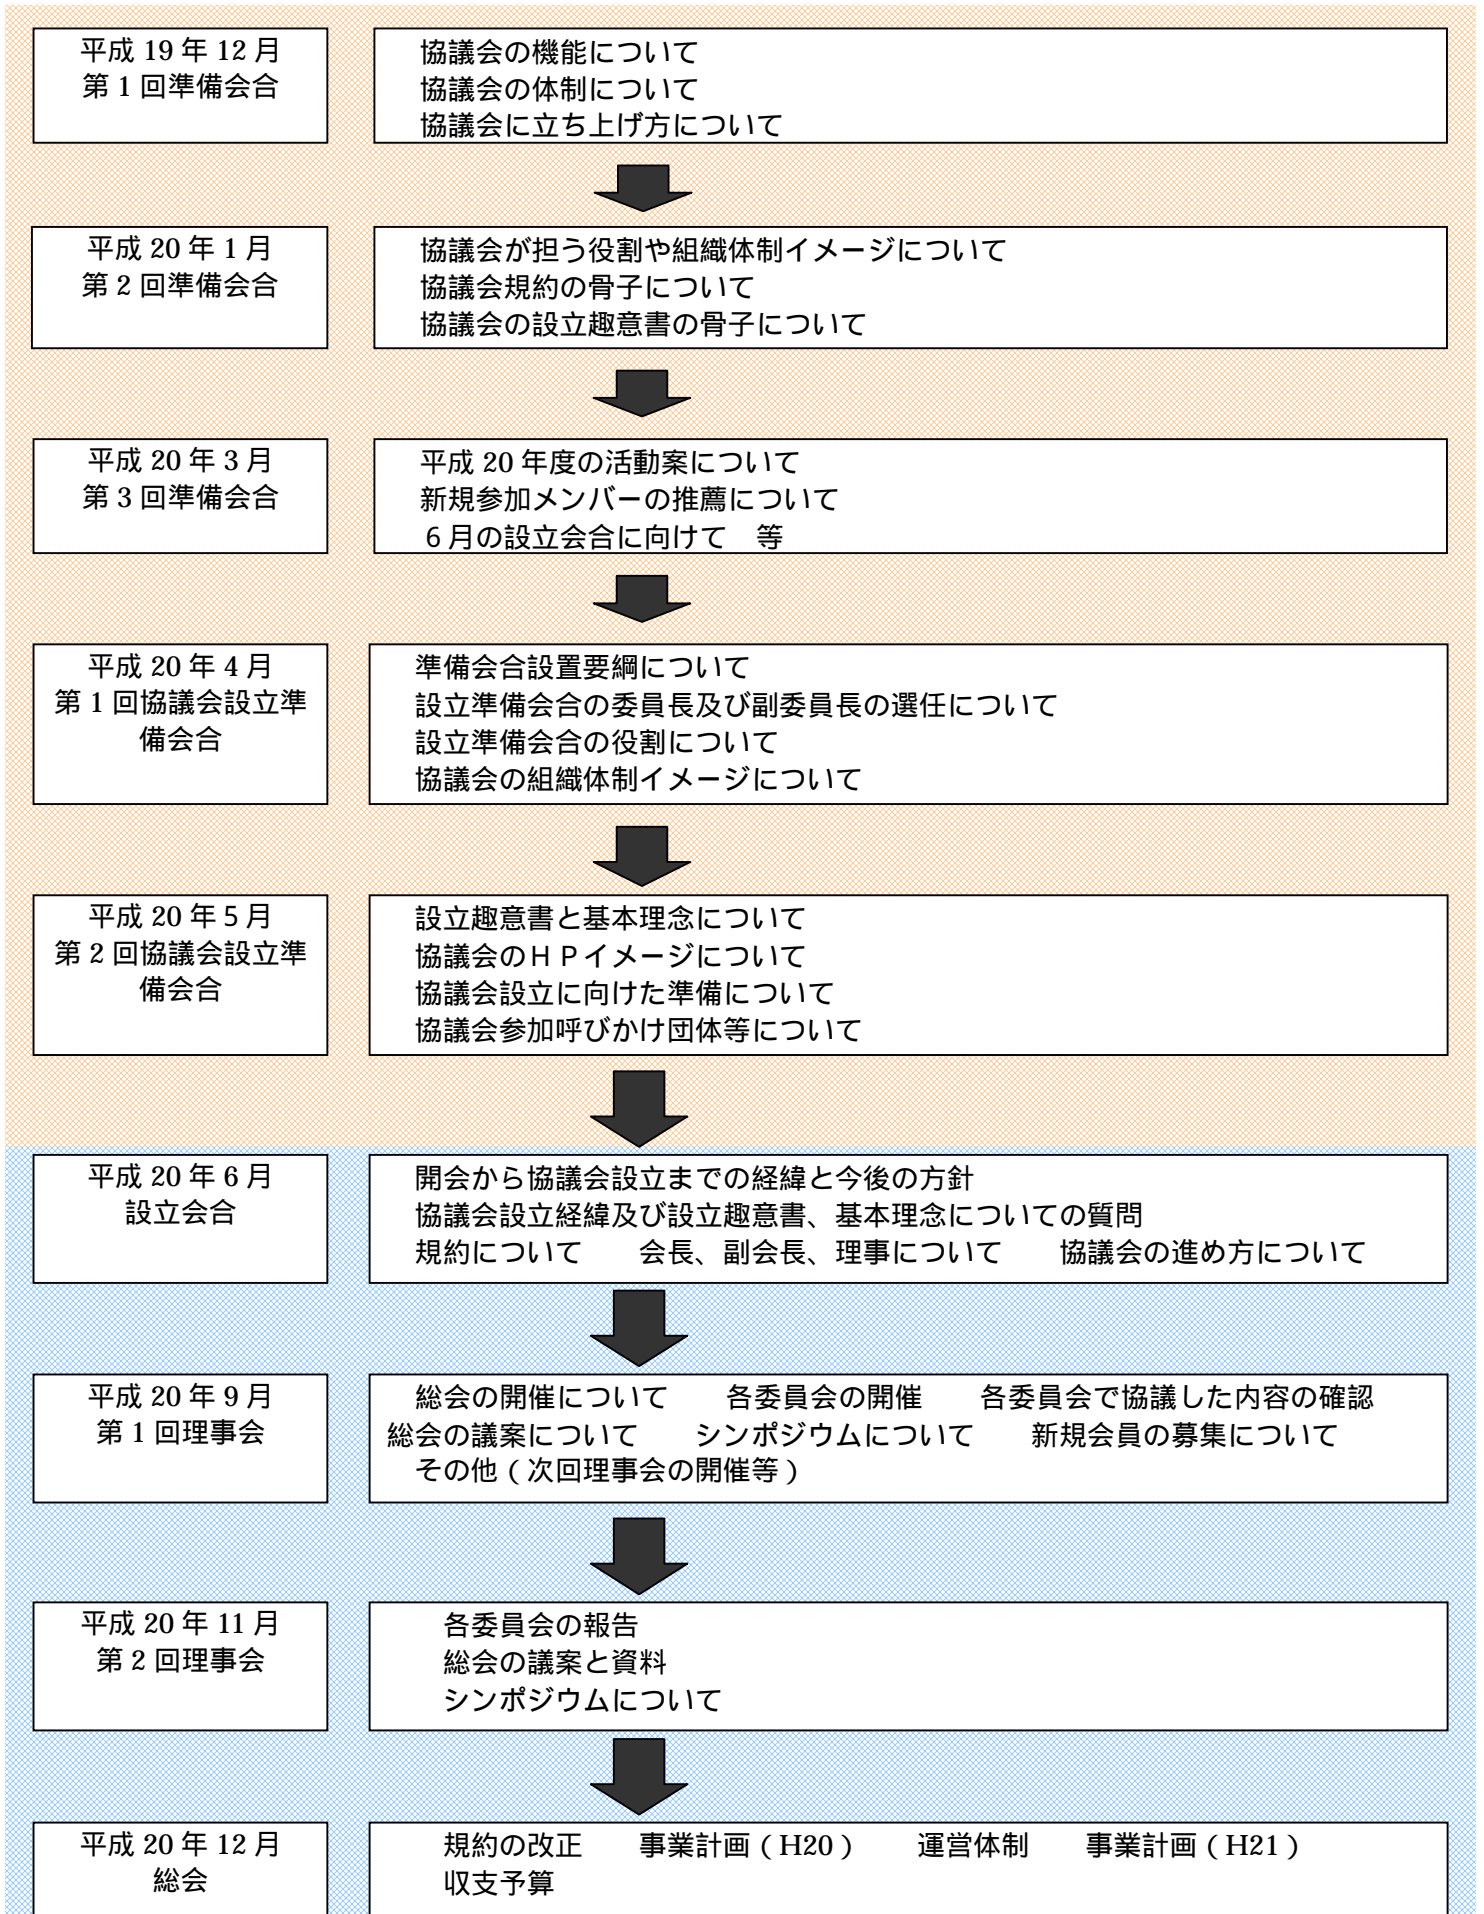 平成 19 年 12 月
第 1 回準備会合
協議会の機能について
協議会の体制について
協議会に立ち上げ方について
平成 20 年 1 月
第 2 回準備会合
協議会が担う役割や組織体制イメージについて
協議会規約の骨子について
協議会の設立趣意書の骨子について
平成 20 年 3 月
第 3 回準備会合
平成 20 年度の活動案について
新規参加メンバーの推薦について
６月の設立会合に向けて　等
平成 20 年 4 月
第 1 回協議会設立準
備会合
準備会合設置要綱について
設立準備会合の委員長及び副委員長の選任について
設立準備会合の役割について
協議会の組織体制イメージについて
平成 20 年 5 月
第 2 回協議会設立準
備会合
設立趣意書と基本理念について
協議会のＨＰイメージについて
協議会設立に向けた準備について
協議会参加呼びかけ団体等について
平成 20 年 6 月
設立会合
開会から協議会設立までの経緯と今後の方針
協議会設立経緯及び設立趣意書、基本理念についての質問
規約について　　会長、副会長、理事について　　協議会の進め方について
平成 20 年 9 月
第 1 回理事会
総会の開催について　　各委員会の開催　　各委員会で協議した内容の確認
総会の議案について　　シンポジウムについて　　新規会員の募集について
その他（次回理事会の開催等）
平成 20 年 11 月
第 2 回理事会
各委員会の報告
総会の議案と資料
シンポジウムについて
平成 20 年 12 月
総会
規約の改正　　事業計画（H20）　　運営体制　　事業計画（H21）
収支予算